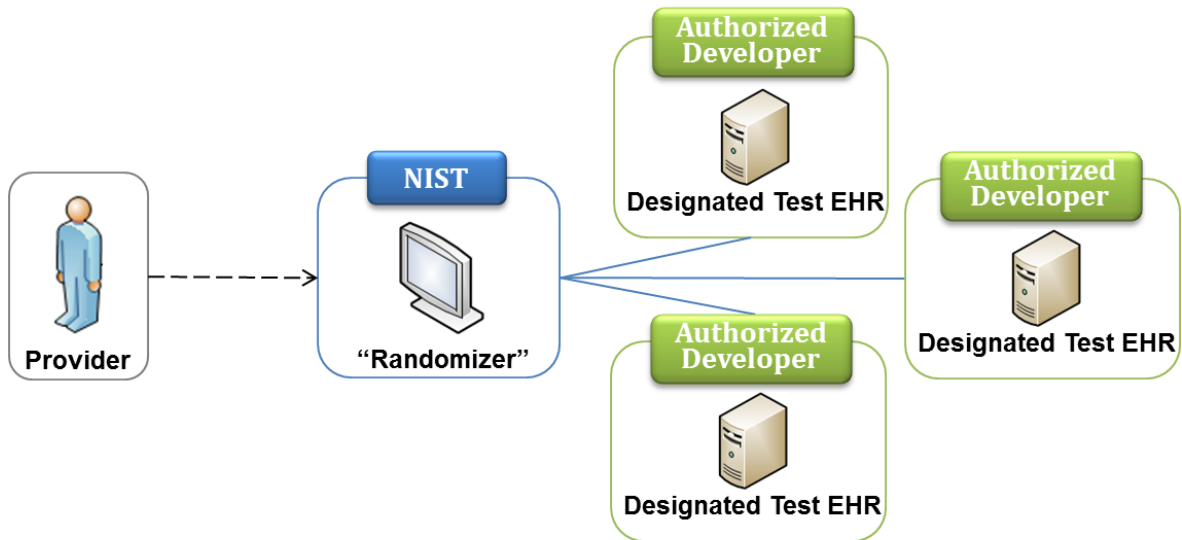 Provider
NIST
“Randomizer”
Authorized
Developer
Designated Test EHR
Authorized
Developer
Designated Test EHR
Authorized
Developer
Designated Test EHR